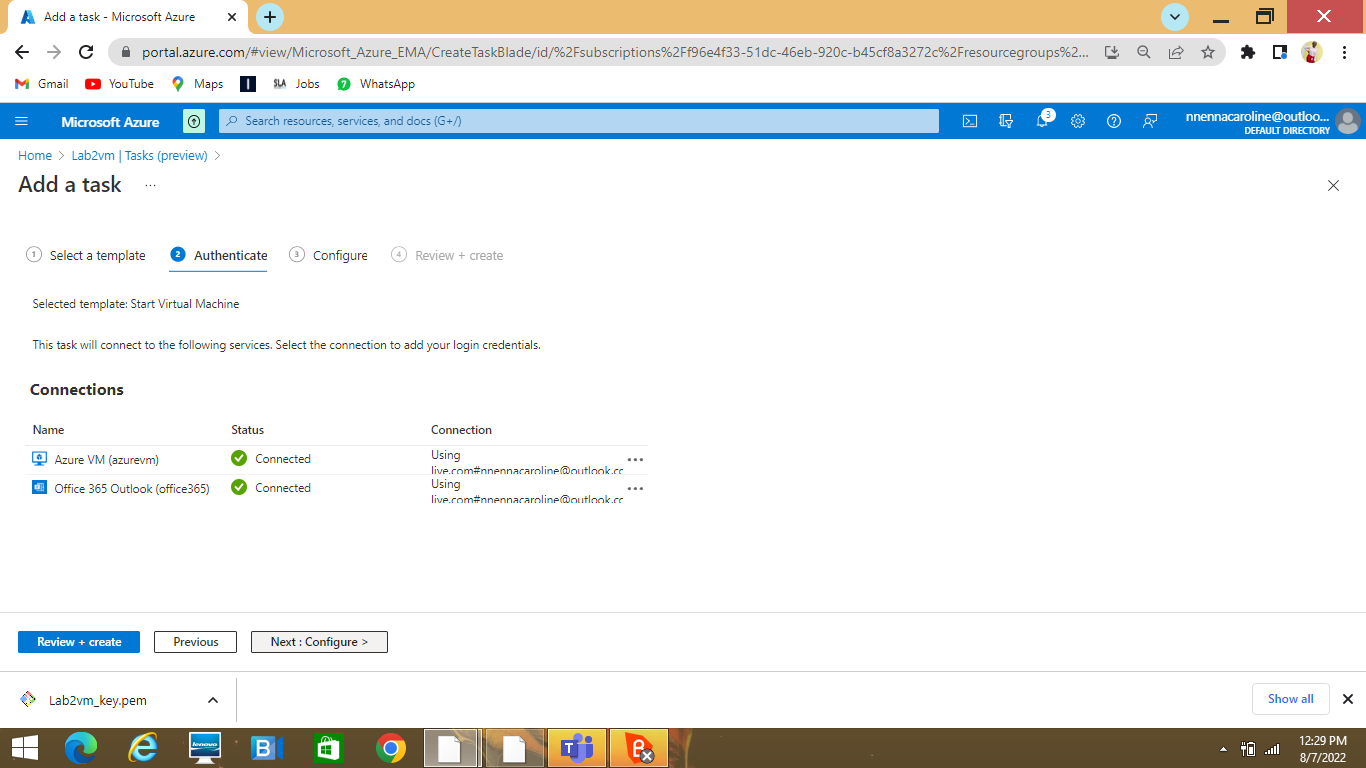 Add a task - Microsoft Azure
portal.azure.com/#view/Microsoft_Azure_EMA/CreateTaskBlade/id/%2Fsubscriptions%2Ff96e4f33-51dc-46eb-920c-b45cf8a3272c%2Fresourcegroups%2...
Gmail YouTube Maps SLA Jobs WhatsApp
Microsoft Azure
Search resources, services, and docs (G+/)
3
nnennacaroline@outloo...
DEFAULT DIRECTORY
Home > Lab2vm | Tasks (preview) >
Add a task ...
1 Select a template 2 Authenticate 3 Configure 4 Review + create
Selected template: Start Virtual Machine
This task will connect to the following services. Select the connection to add your login credentials.
Connections
Name Status Connection
Azure VM (azurevm) Connected Using
live.com#nnennacaroline@outlook.cc
Office 365 Outlook (office365) Connected Using
live.com#nnennacaroline@outlook.cc
Review + create Previous Next : Configure >
Lab2vm_key.pem
Show all
lenovo
12:29 PM
8/7/2022